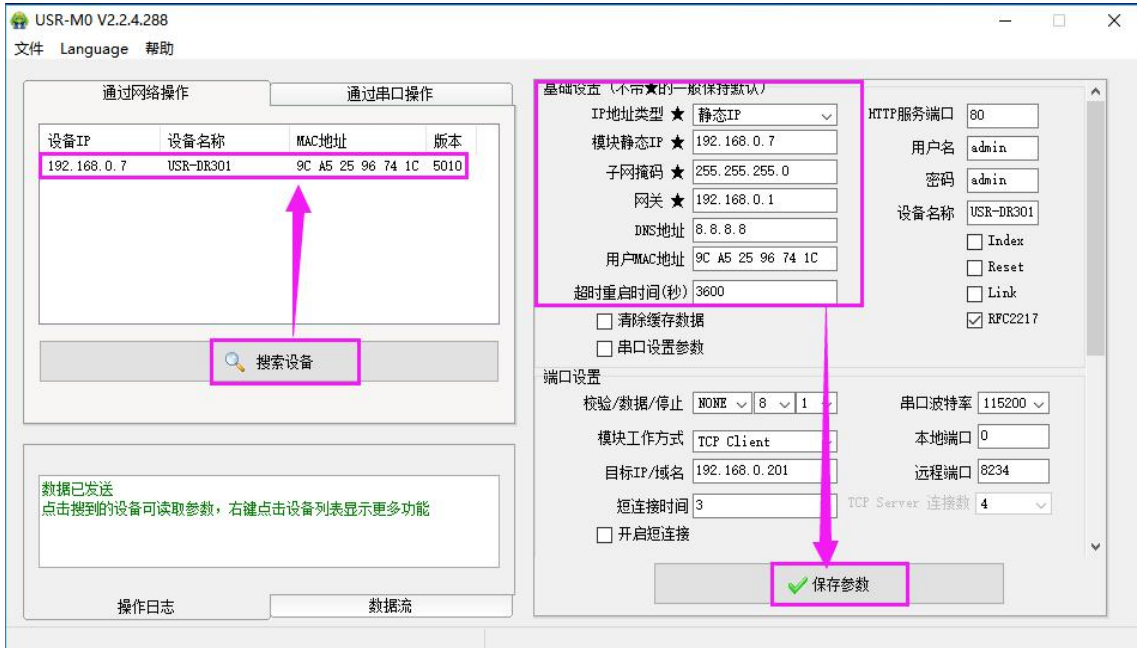 USR-M0 V2.2.4.288
文件 Language 帮助
通过网络操作 通过串口操作
设备IP 设备名称 MAC地址 版本
192.168.0.7 USR-DR301 9C A5 25 96 74 1C 5010
搜索设备
数据已发送
点击搜到的设备可读取参数，右键点击设备列表显示更多功能
操作日志 数据流
基础设置（不带★的一般保持默认）
IP地址类型 ★ 静态IP
模块静态IP ★ 192.168.0.7
子网掩码 ★ 255.255.255.0
网关 ★ 192.168.0.1
DNS地址 8.8.8.8
用户MAC地址 9C A5 25 96 74 1C
超时重启时间(秒) 3600
清除缓存数据
串口设置参数
HTTP服务端口 80
用户名 admin
密码 admin
设备名称 USR-DR301
Index
Reset
Link
RFC2217
端口设置
校验/数据/停止 NONE 8 1 串口波特率 115200
模块工作方式 TCP Client 本地端口 0
目标IP/域名 192.168.0.201 远程端口 8234
短连接时间 3 TCP Server 连接数 4
开启短连接
保存参数